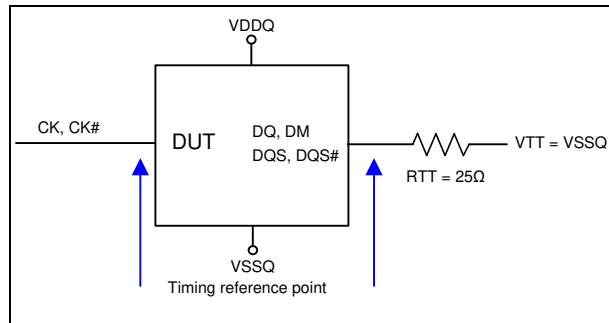 VDDQ
CK, CK#
DUT
DQ, DM
DQS, DQS#
VTT = VSSQ
RTT = 25Ω
VSSQ
Timing reference point